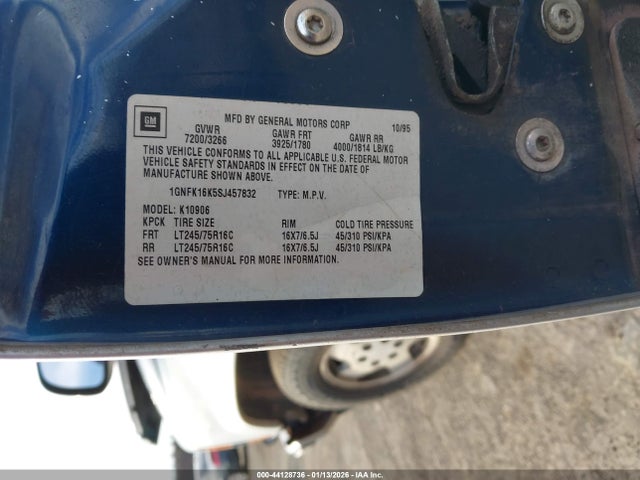 GM
MFD BY GENERAL MOTORS CORP 10/95
GVWR GAWR FRT GAWR RR
7200/3266 3925/1780 4000/1814 LB/KG
THIS VEHICLE CONFORMS TO ALL APPLICABLE U.S. FEDERAL MOTOR
VEHICLE SAFETY STANDARDS IN EFFECT ON THE DATE OF
MANUFACTURE SHOWN ABOVE.
1GNFK16K5SJ457832 TYPE: M.P.V.
MODEL: K10906
KPCK TIRE SIZE RIM COLD TIRE PRESSURE
FRT LT245/75R16C 16X7/6.5J 45/310 PSI/KPA
RR LT245/75R16C 16X7/6.5J 45/310 PSI/KPA
SEE OWNER'S MANUAL FOR MORE INFORMATION.
000-44128736 - 01/13/2026 - IAAI.COM